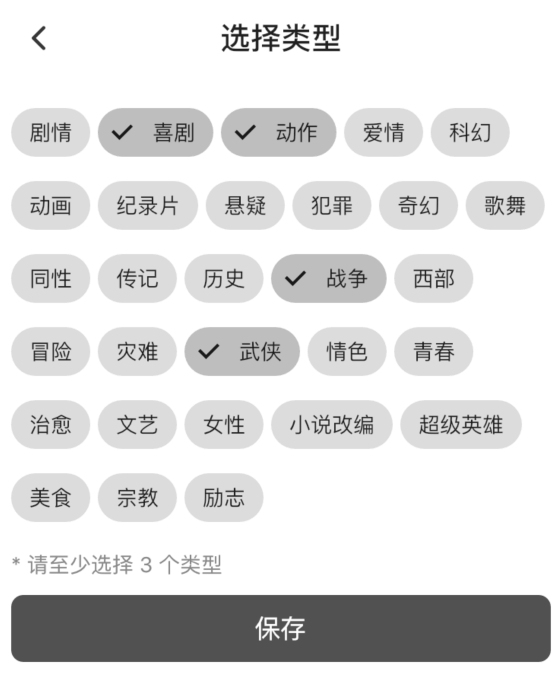 选择类型
剧情 喜剧 动作 爱情 科幻
动画 纪录片 悬疑 犯罪 奇幻 歌舞
同性 传记 历史 战争 西部
冒险 灾难 武侠 情色 青春
治愈 文艺 女性 小说改编 超级英雄
美食 宗教 励志
* 请至少选择 3 个类型
保存